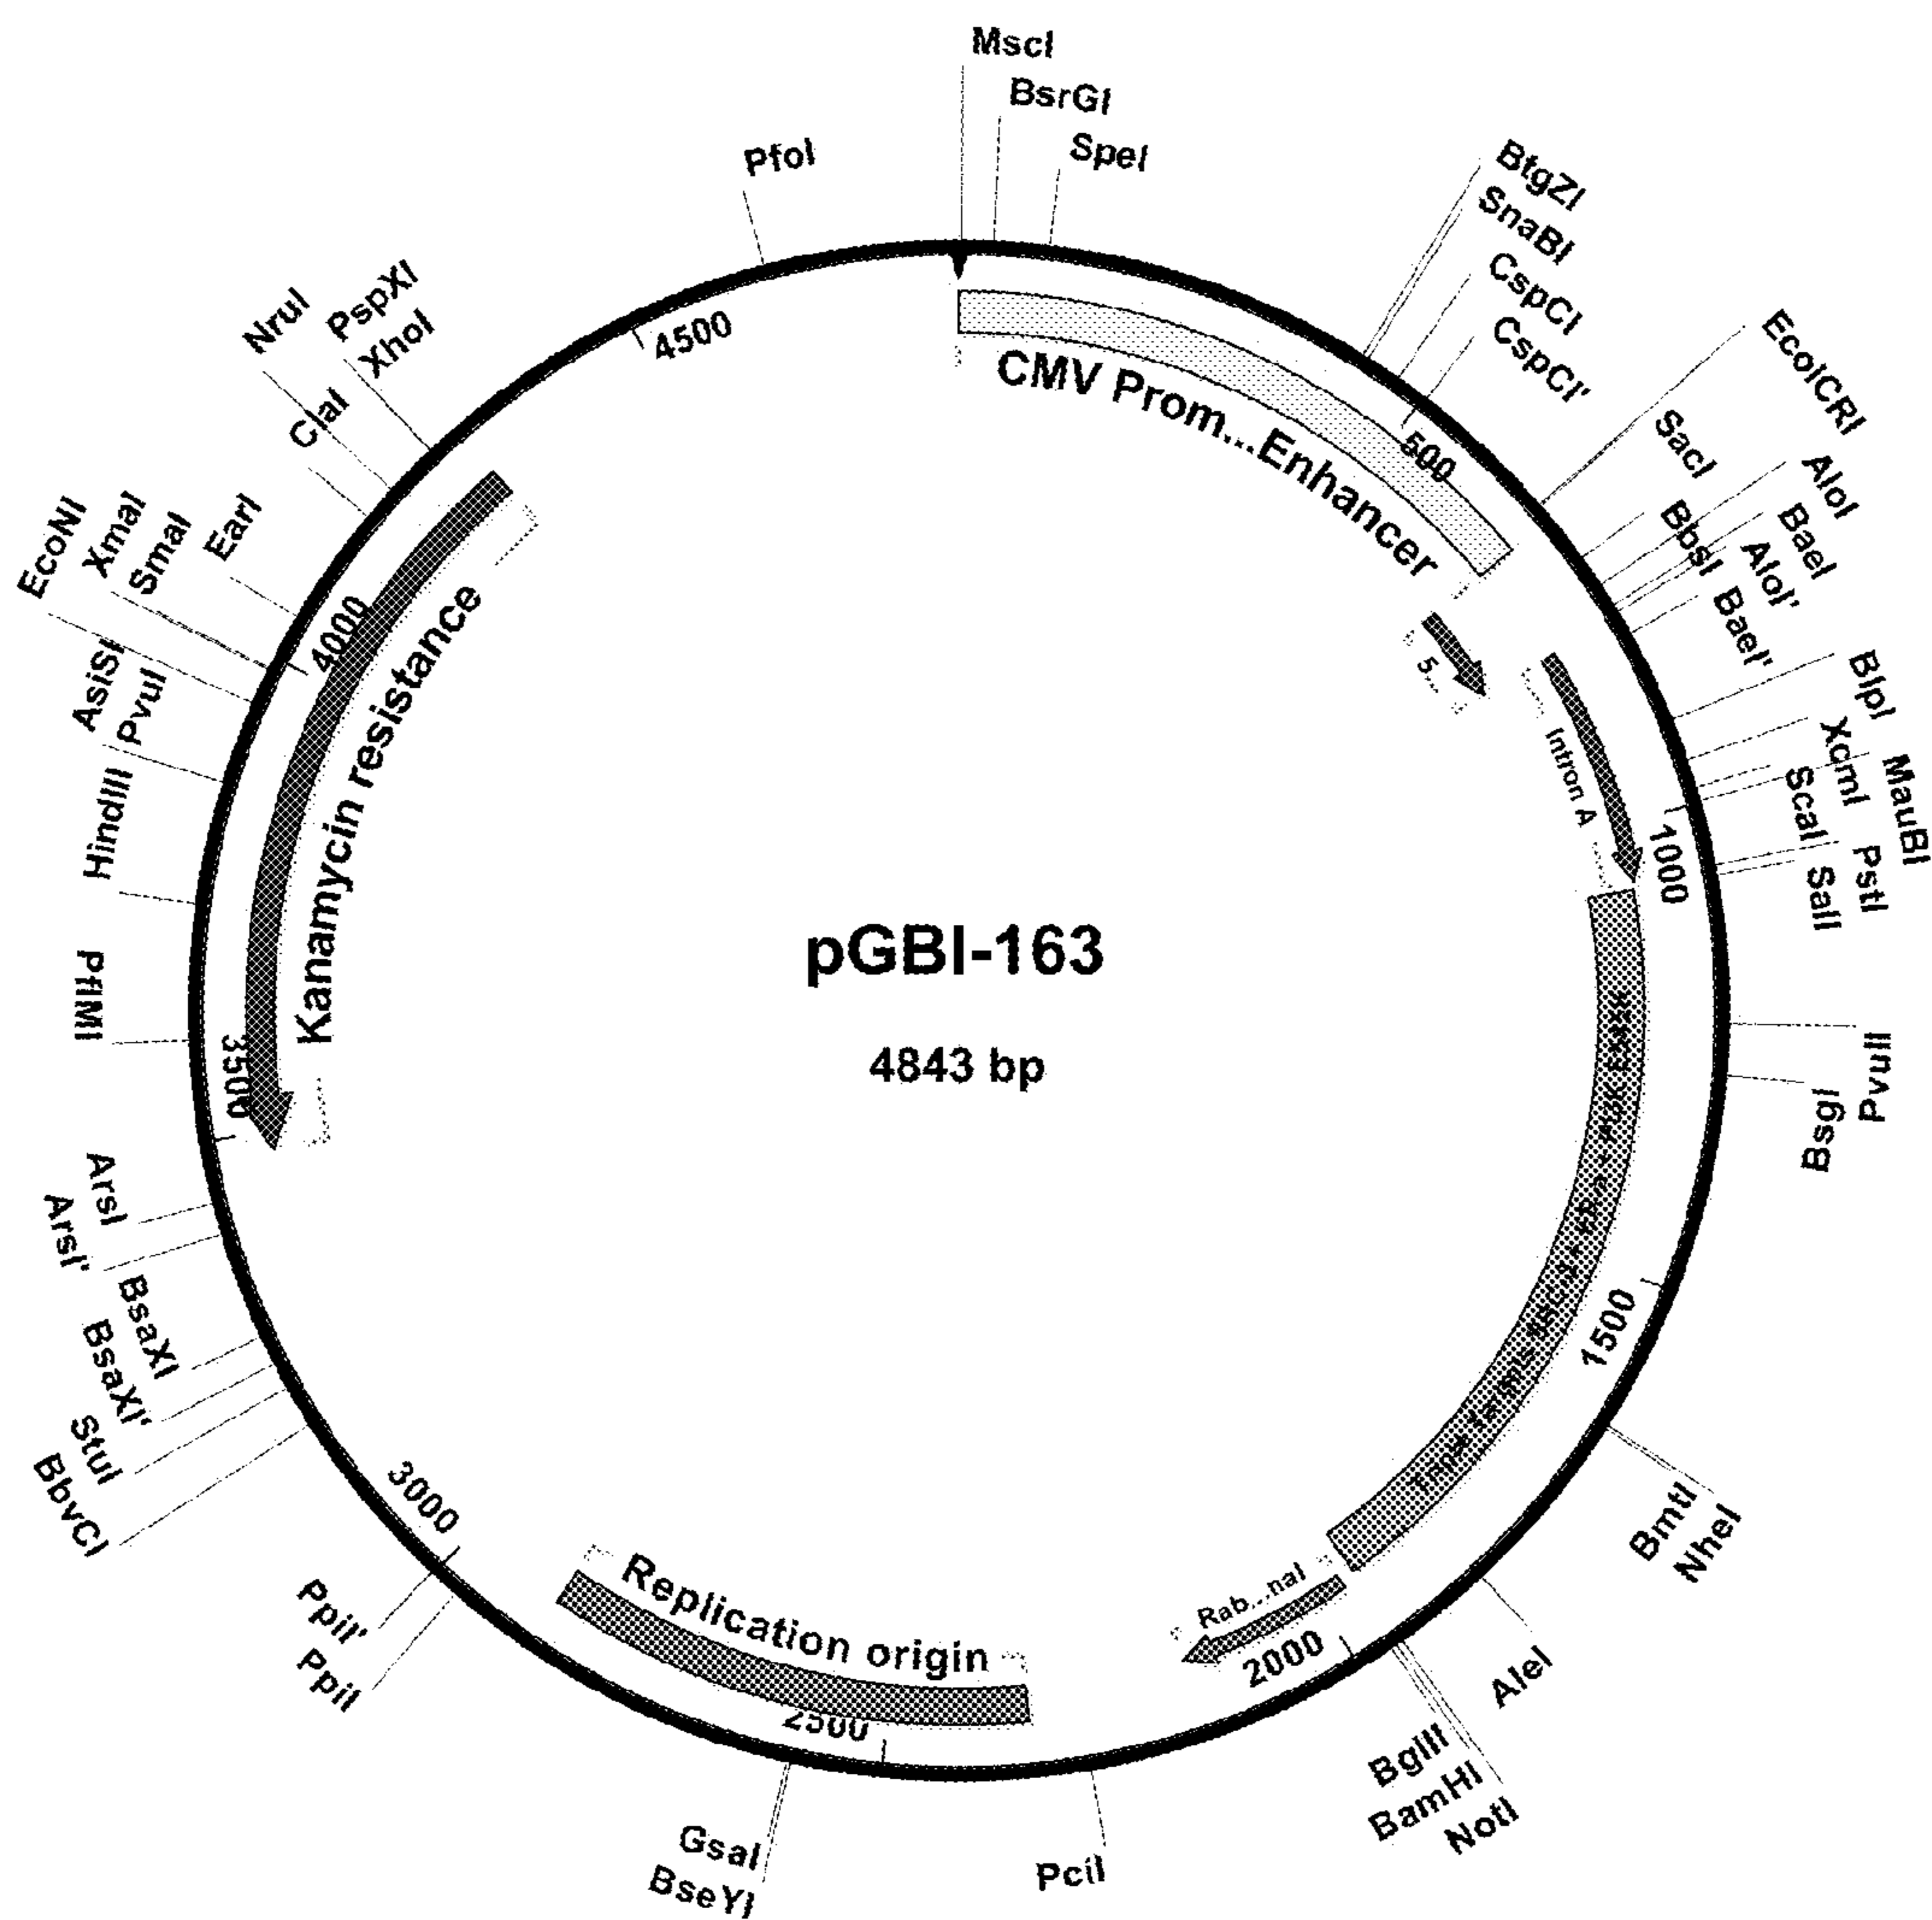 MscI
BsrGI
SpeI
BtgZI
SnaBI
CspCI
CspCI'
EcolCRI
SacI
AloI
BaeI
AloI'
BbsI
BaeI'
BlpI
XcmI
MauBI
ScaI
PstI
SalI
PvuII
BsgI
BmtI
NheI
AleI
BglII
BamHI
NotI
PciI
GsaI
BseYI
PpiI'
PpiI
BbvCI
StuI
BsaXI'
BsaXI
ArsI'
ArsI
PflMI
HindIII
AsiSI
PvuI
EcoNI
XmaI
SmaI
EarI
ClaI
NruI
PspXI
XhoI
PfoI
CMV Prom...Enhancer
500
5...
Intron A
1000
1500
Rab...nal
2000
Replication origin
2500
3000
3500
Kanamycin resistance
4000
4500
pGBI-163
4843 bp